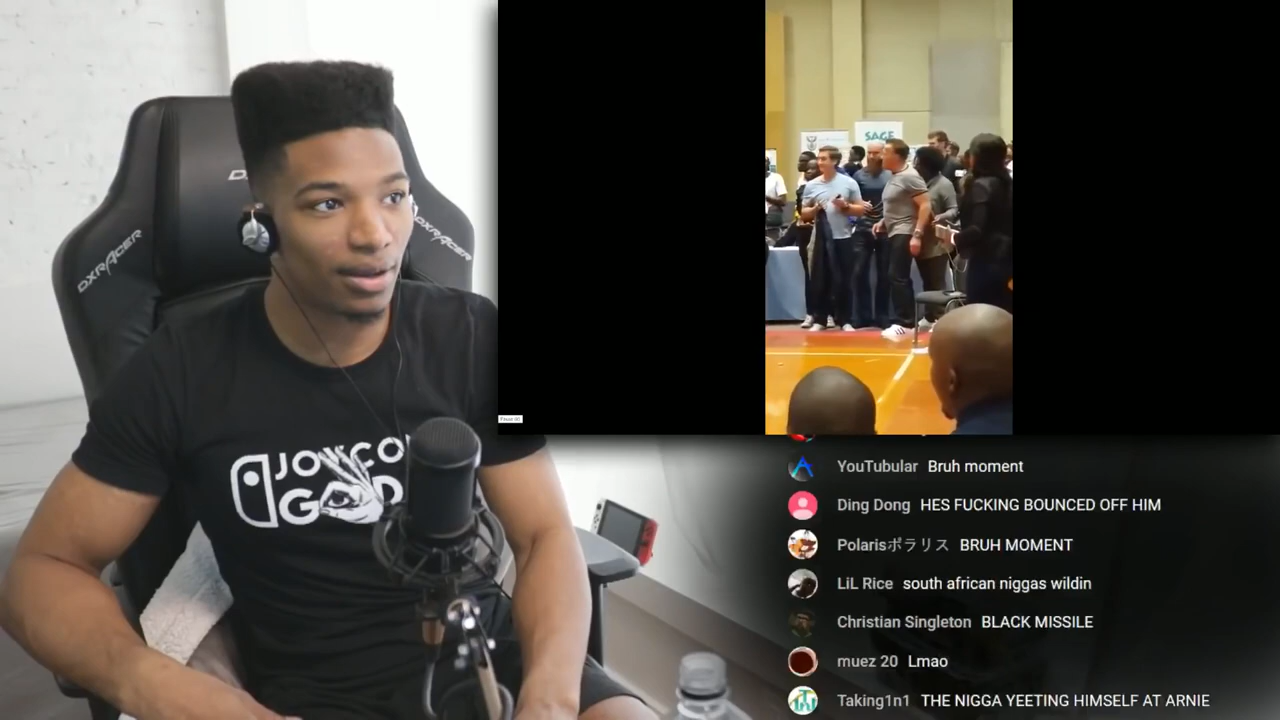 SAGE
D
DXRACER
DXRACER
JOYCO
GOD
YouTubular Bruh moment
Ding Dong HES FUCKING BOUNCED OFF HIM
Polarisポラリス BRUH MOMENT
LiL Rice south african niggas wildin
Christian Singleton BLACK MISSILE
muez 20 Lmao
Taking1n1 THE NIGGA YEETING HIMSELF AT ARNIE